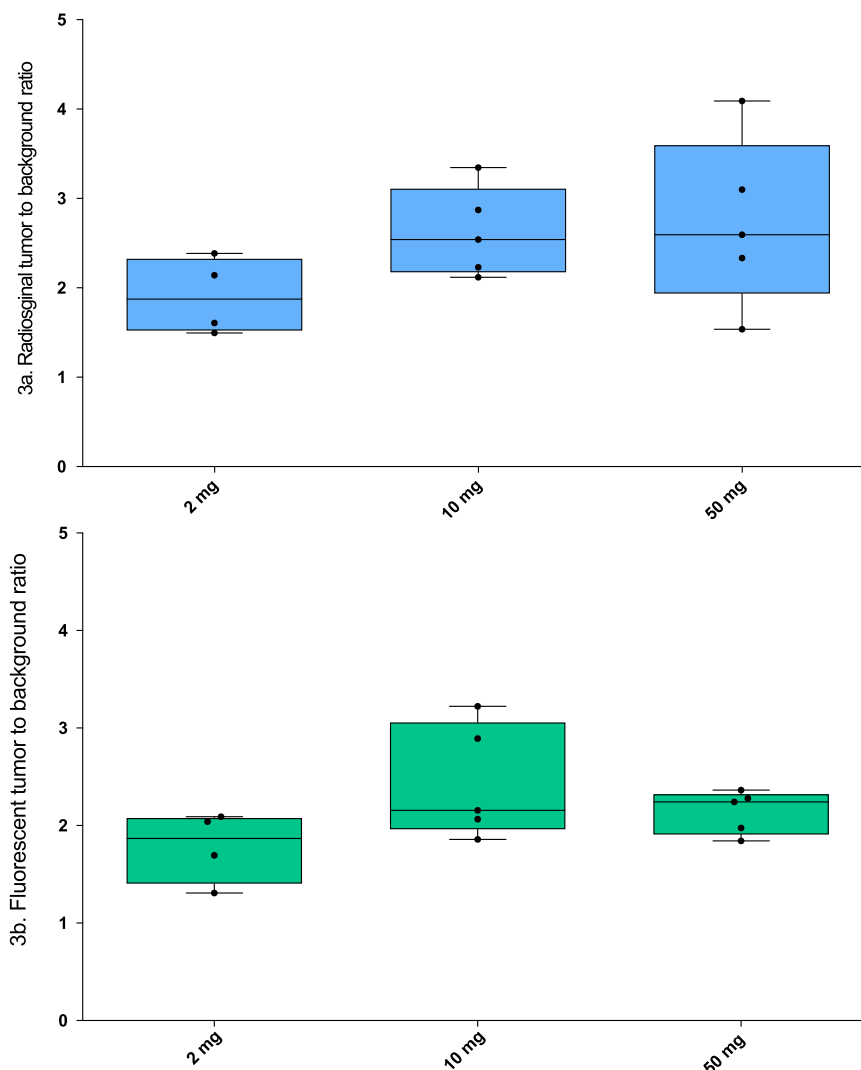 3a. Radiosginal tumor to background ratio
5
4
3
2
1
0
2 mg
10 mg
50 mg
3b. Fluorescent tumor to background ratio
5
4
3
2
1
0
2 mg
10 mg
50 mg